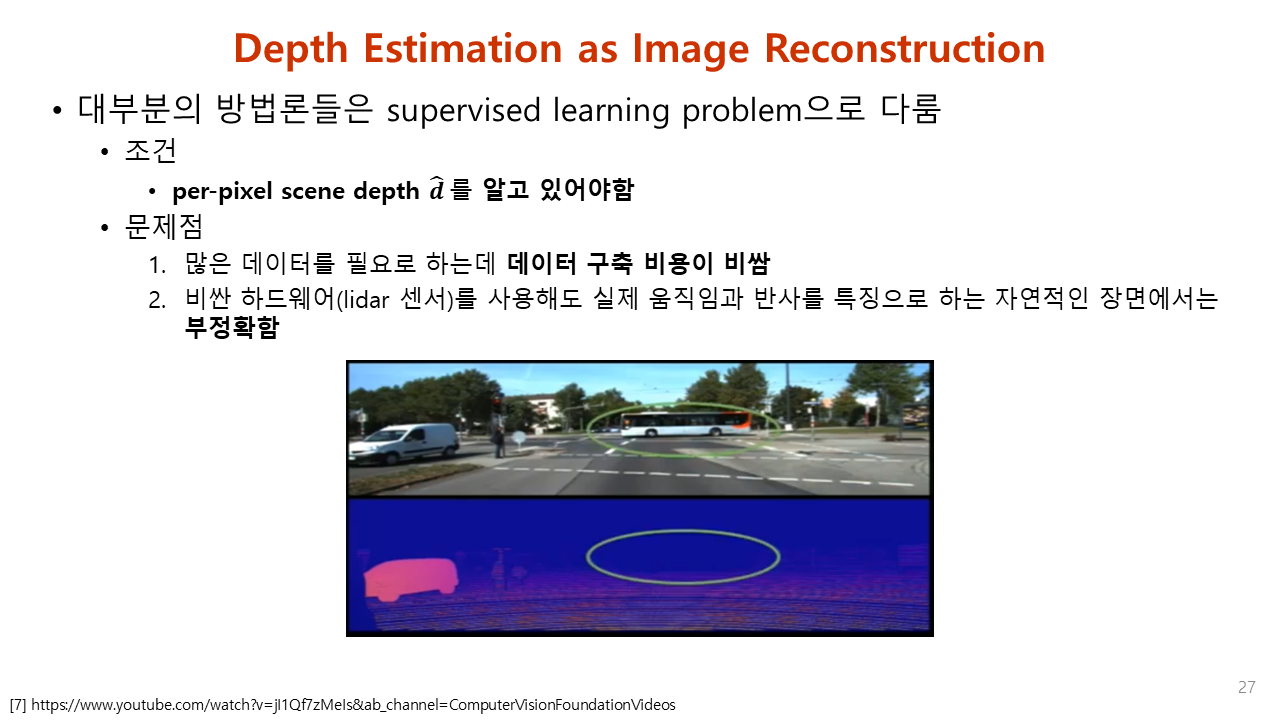 Depth Estimation as Image Reconstruction
• 대부분의 방법론들은 supervised learning problem으로 다룸
• 조건
• per-pixel scene depth d̂ 를 알고 있어야함
• 문제점
1. 많은 데이터를 필요로 하는데 데이터 구축 비용이 비쌈
2. 비싼 하드웨어(lidar 센서)를 사용해도 실제 움직임과 반사를 특징으로 하는 자연적인 장면에서는
부정확함
27
[7] https://www.youtube.com/watch?v=jI1Qf7zMeIs&ab_channel=ComputerVisionFoundationVideos